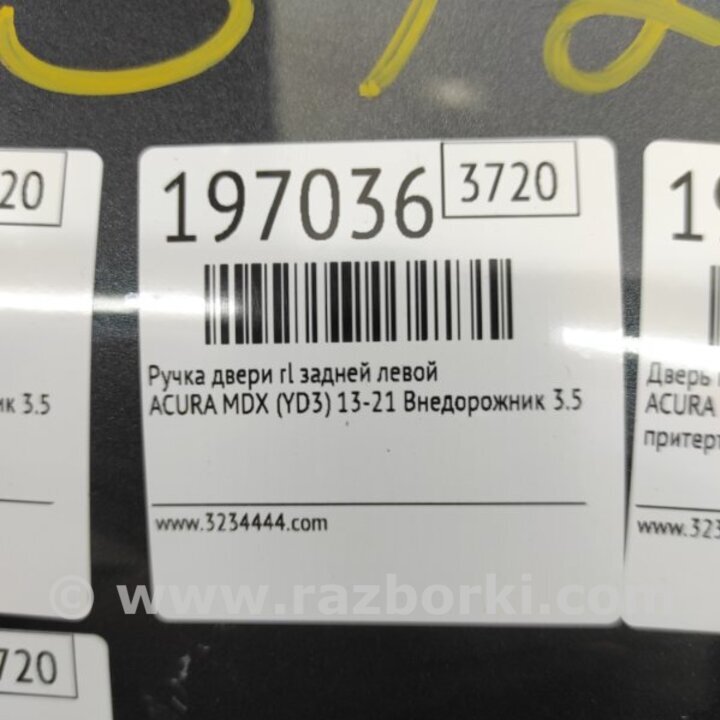 372
20
ик 3.5
197036
3720
Ручка двери rl задней левой
ACURA MDX (YD3) 13-21 Внедорожник 3.5
www.3234444.com
Дверь
ACURA
притерт
www.323
© www.razborki.com
720